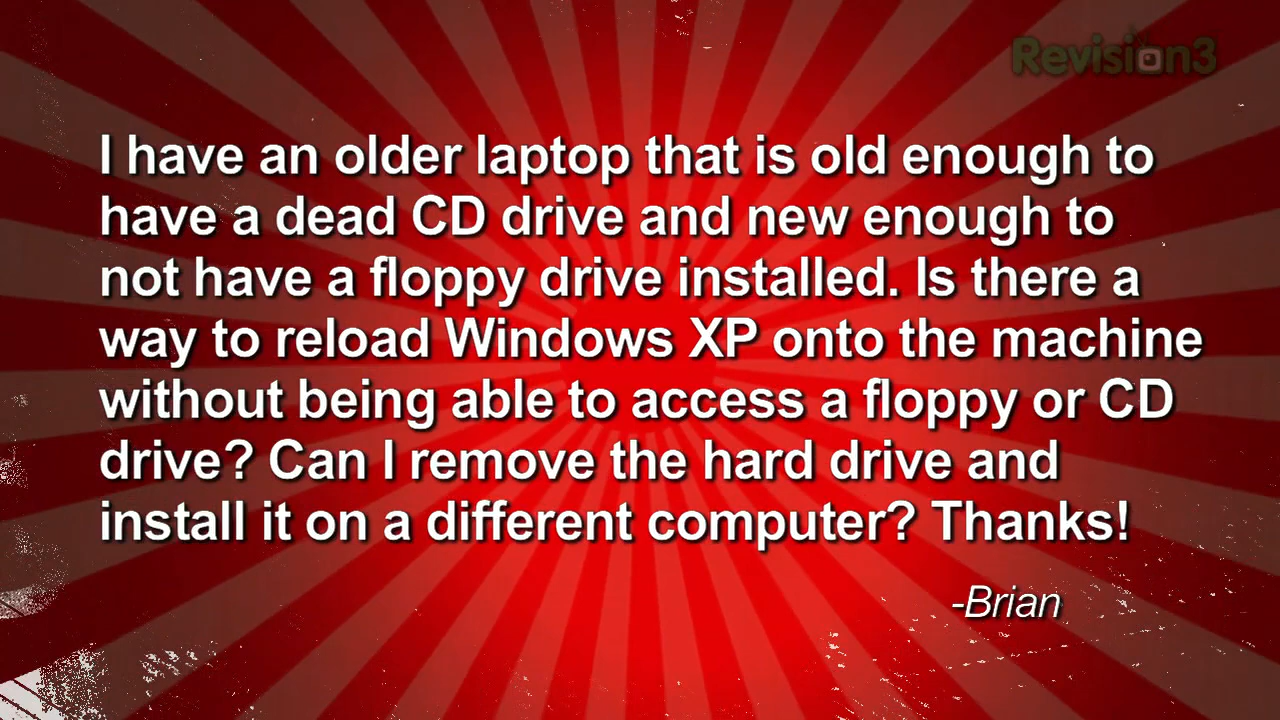 Revision3
I have an older laptop that is old enough to
have a dead CD drive and new enough to
not have a floppy drive installed. Is there a
way to reload Windows XP onto the machine
without being able to access a floppy or CD
drive? Can I remove the hard drive and
install it on a different computer? Thanks!
-Brian